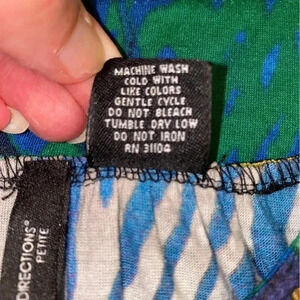 MACHINE WASH
COLD WITH
LIKE COLORS
GENTLE CYCLE
DO NOT BLEACH
TUMBLE DRY LOW
DO NOT IRON
RN 31104
DIRECTIONS®
PETITE